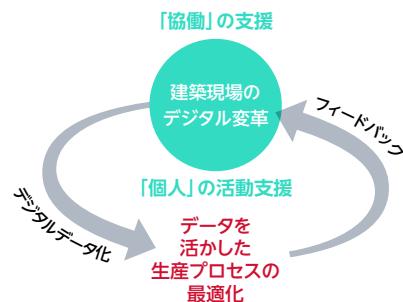 「協働」の支援
建築現場の
デジタル変革
フィードバック
「個人」の活動支援
デジタルデータ化
データを
活かした
生産プロセスの
最適化